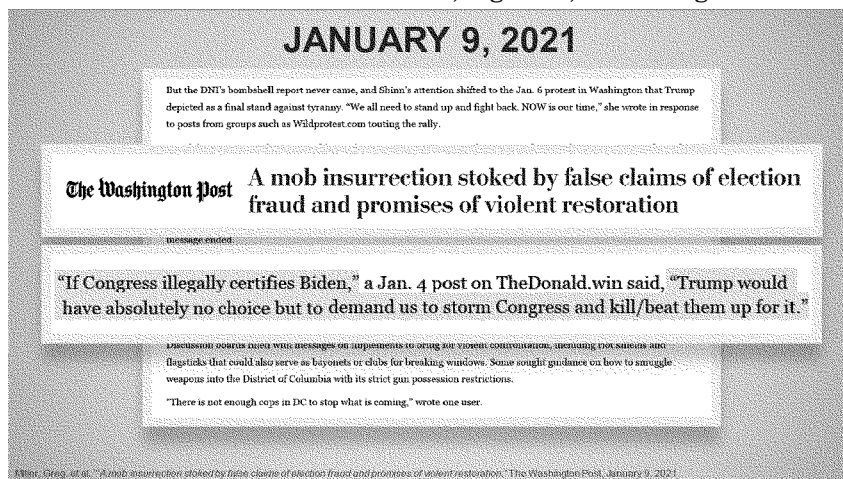 JANUARY 9, 2021
But the DNI's bombshell report never came, and Shinn's attention shifted to the Jan. 6 protest in Washington that Trump
depicted as a final stand against tyranny. "We all need to stand up and fight back. NOW is our time," she wrote in response
to posts from groups such as Wildprotest.com touting the rally.
The Washington Post
A mob insurrection stoked by false claims of election
fraud and promises of violent restoration
message ended.
"If Congress illegally certifies Biden," a Jan. 4 post on TheDonald.win said, "Trump would
have absolutely no choice but to demand us to storm Congress and kill/beat them up for it."
Discussion boards filled with messages on implements to bring for violent confrontation, including riot shields and
flagsticks that could also serve as bayonets or clubs for breaking windows. Some sought guidance on how to smuggle
weapons into the District of Columbia with its strict gun possession restrictions.
"There is not enough cops in DC to stop what is coming," wrote one user.
Miller, Greg, et al. "A mob insurrection stoked by false claims of election fraud and promises of violent restoration," The Washington Post, January 9, 2021